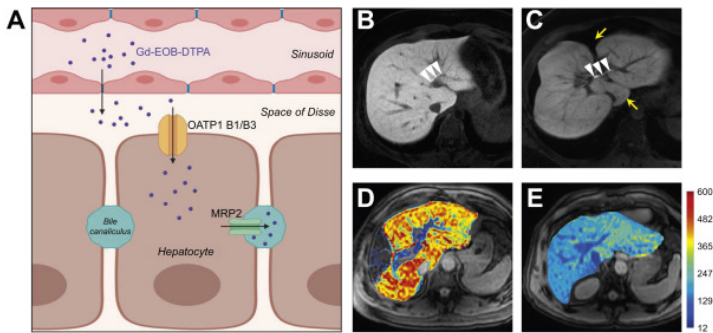 A
Gd-EOB-DTPA
Sinusoid
Space of Disse
OATP1 B1/B3
MRP2
Bile
canaliculus
Hepatocyte
B
C
D
E
600
482
364
247
129
12